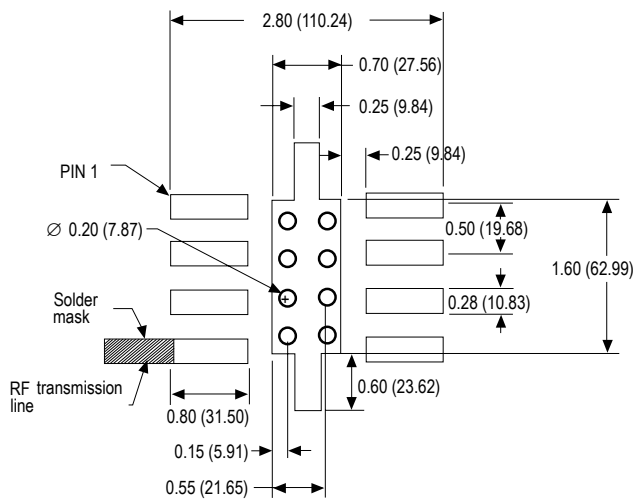 2.80 (110.24)
0.70 (27.56)
0.25 (9.84)
0.25 (9.84)
PIN 1
0.50 (19.68)
∅ 0.20 (7.87)
1.60 (62.99)
0.28 (10.83)
Solder
mask
RF transmission
line
0.60 (23.62)
0.80 (31.50)
0.15 (5.91)
0.55 (21.65)